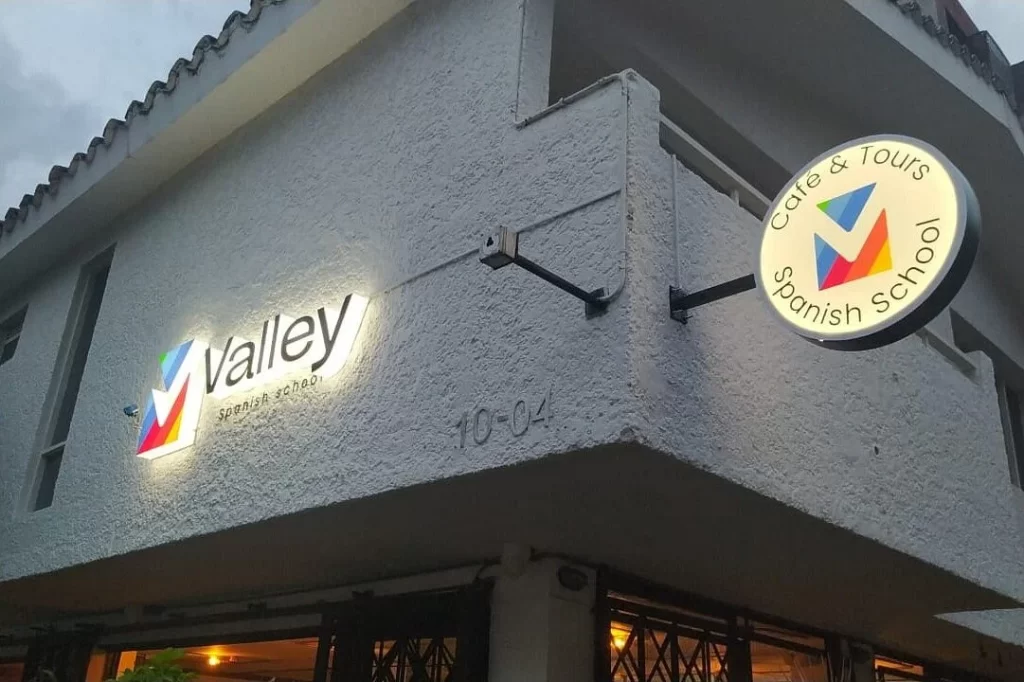 Valley
Spanish school
10-04
Café & Tours
Spanish School